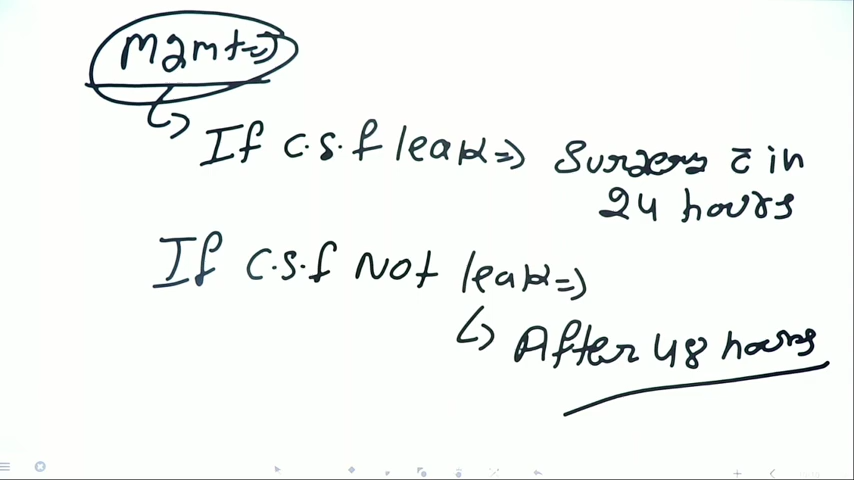 Mgmt=>
If C.S.f leak=> Surgery c̄ in
24 hours
If C.S.f Not leak=>
After 48 hours